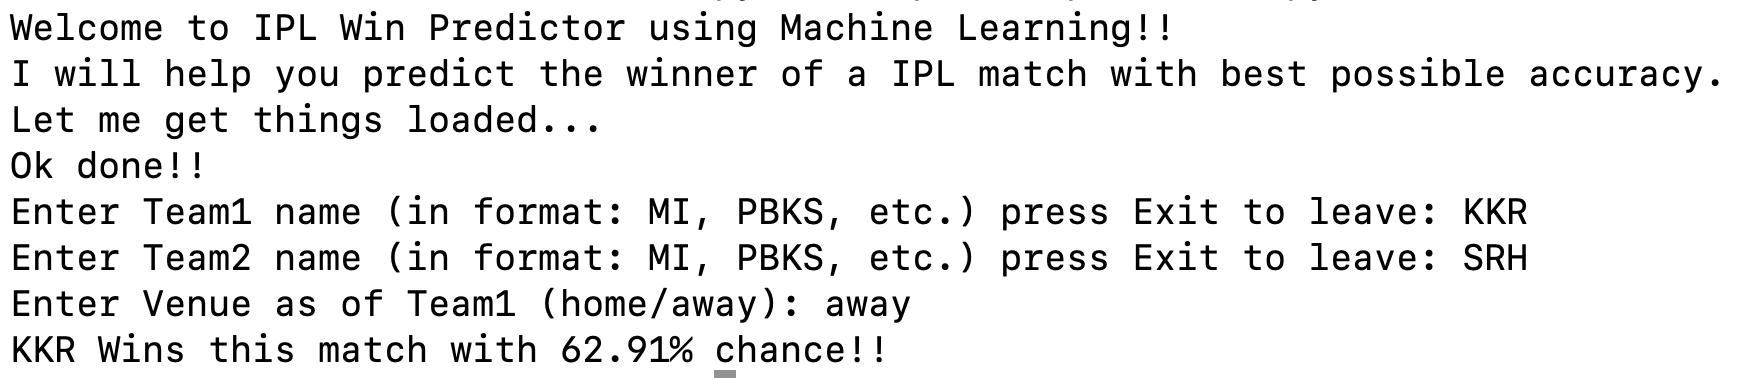 Welcome to IPL Win Predictor using Machine Learning!!
I will help you predict the winner of a IPL match with best possible accuracy.
Let me get things loaded...
Ok done!!
Enter Team1 name (in format: MI, PBKS, etc.) press Exit to leave: KKR
Enter Team2 name (in format: MI, PBKS, etc.) press Exit to leave: SRH
Enter Venue as of Team1 (home/away): away
KKR Wins this match with 62.91% chance!!